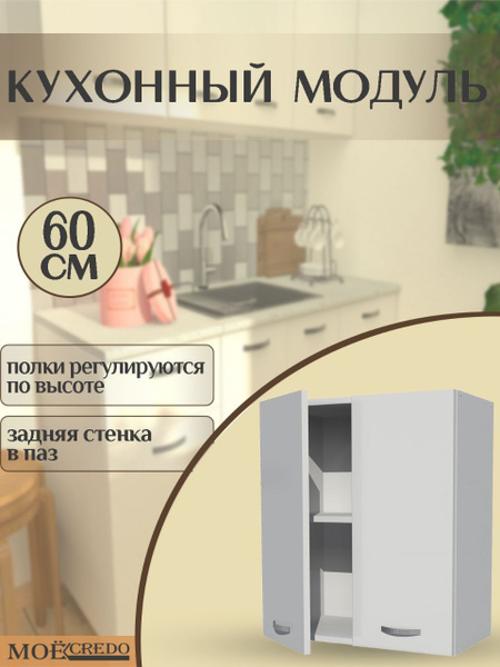 КУХОННЫЙ МОДУЛЬ
60
СМ
полки регулируются
по высоте
задняя стенка
в паз
МОЁ CREDO